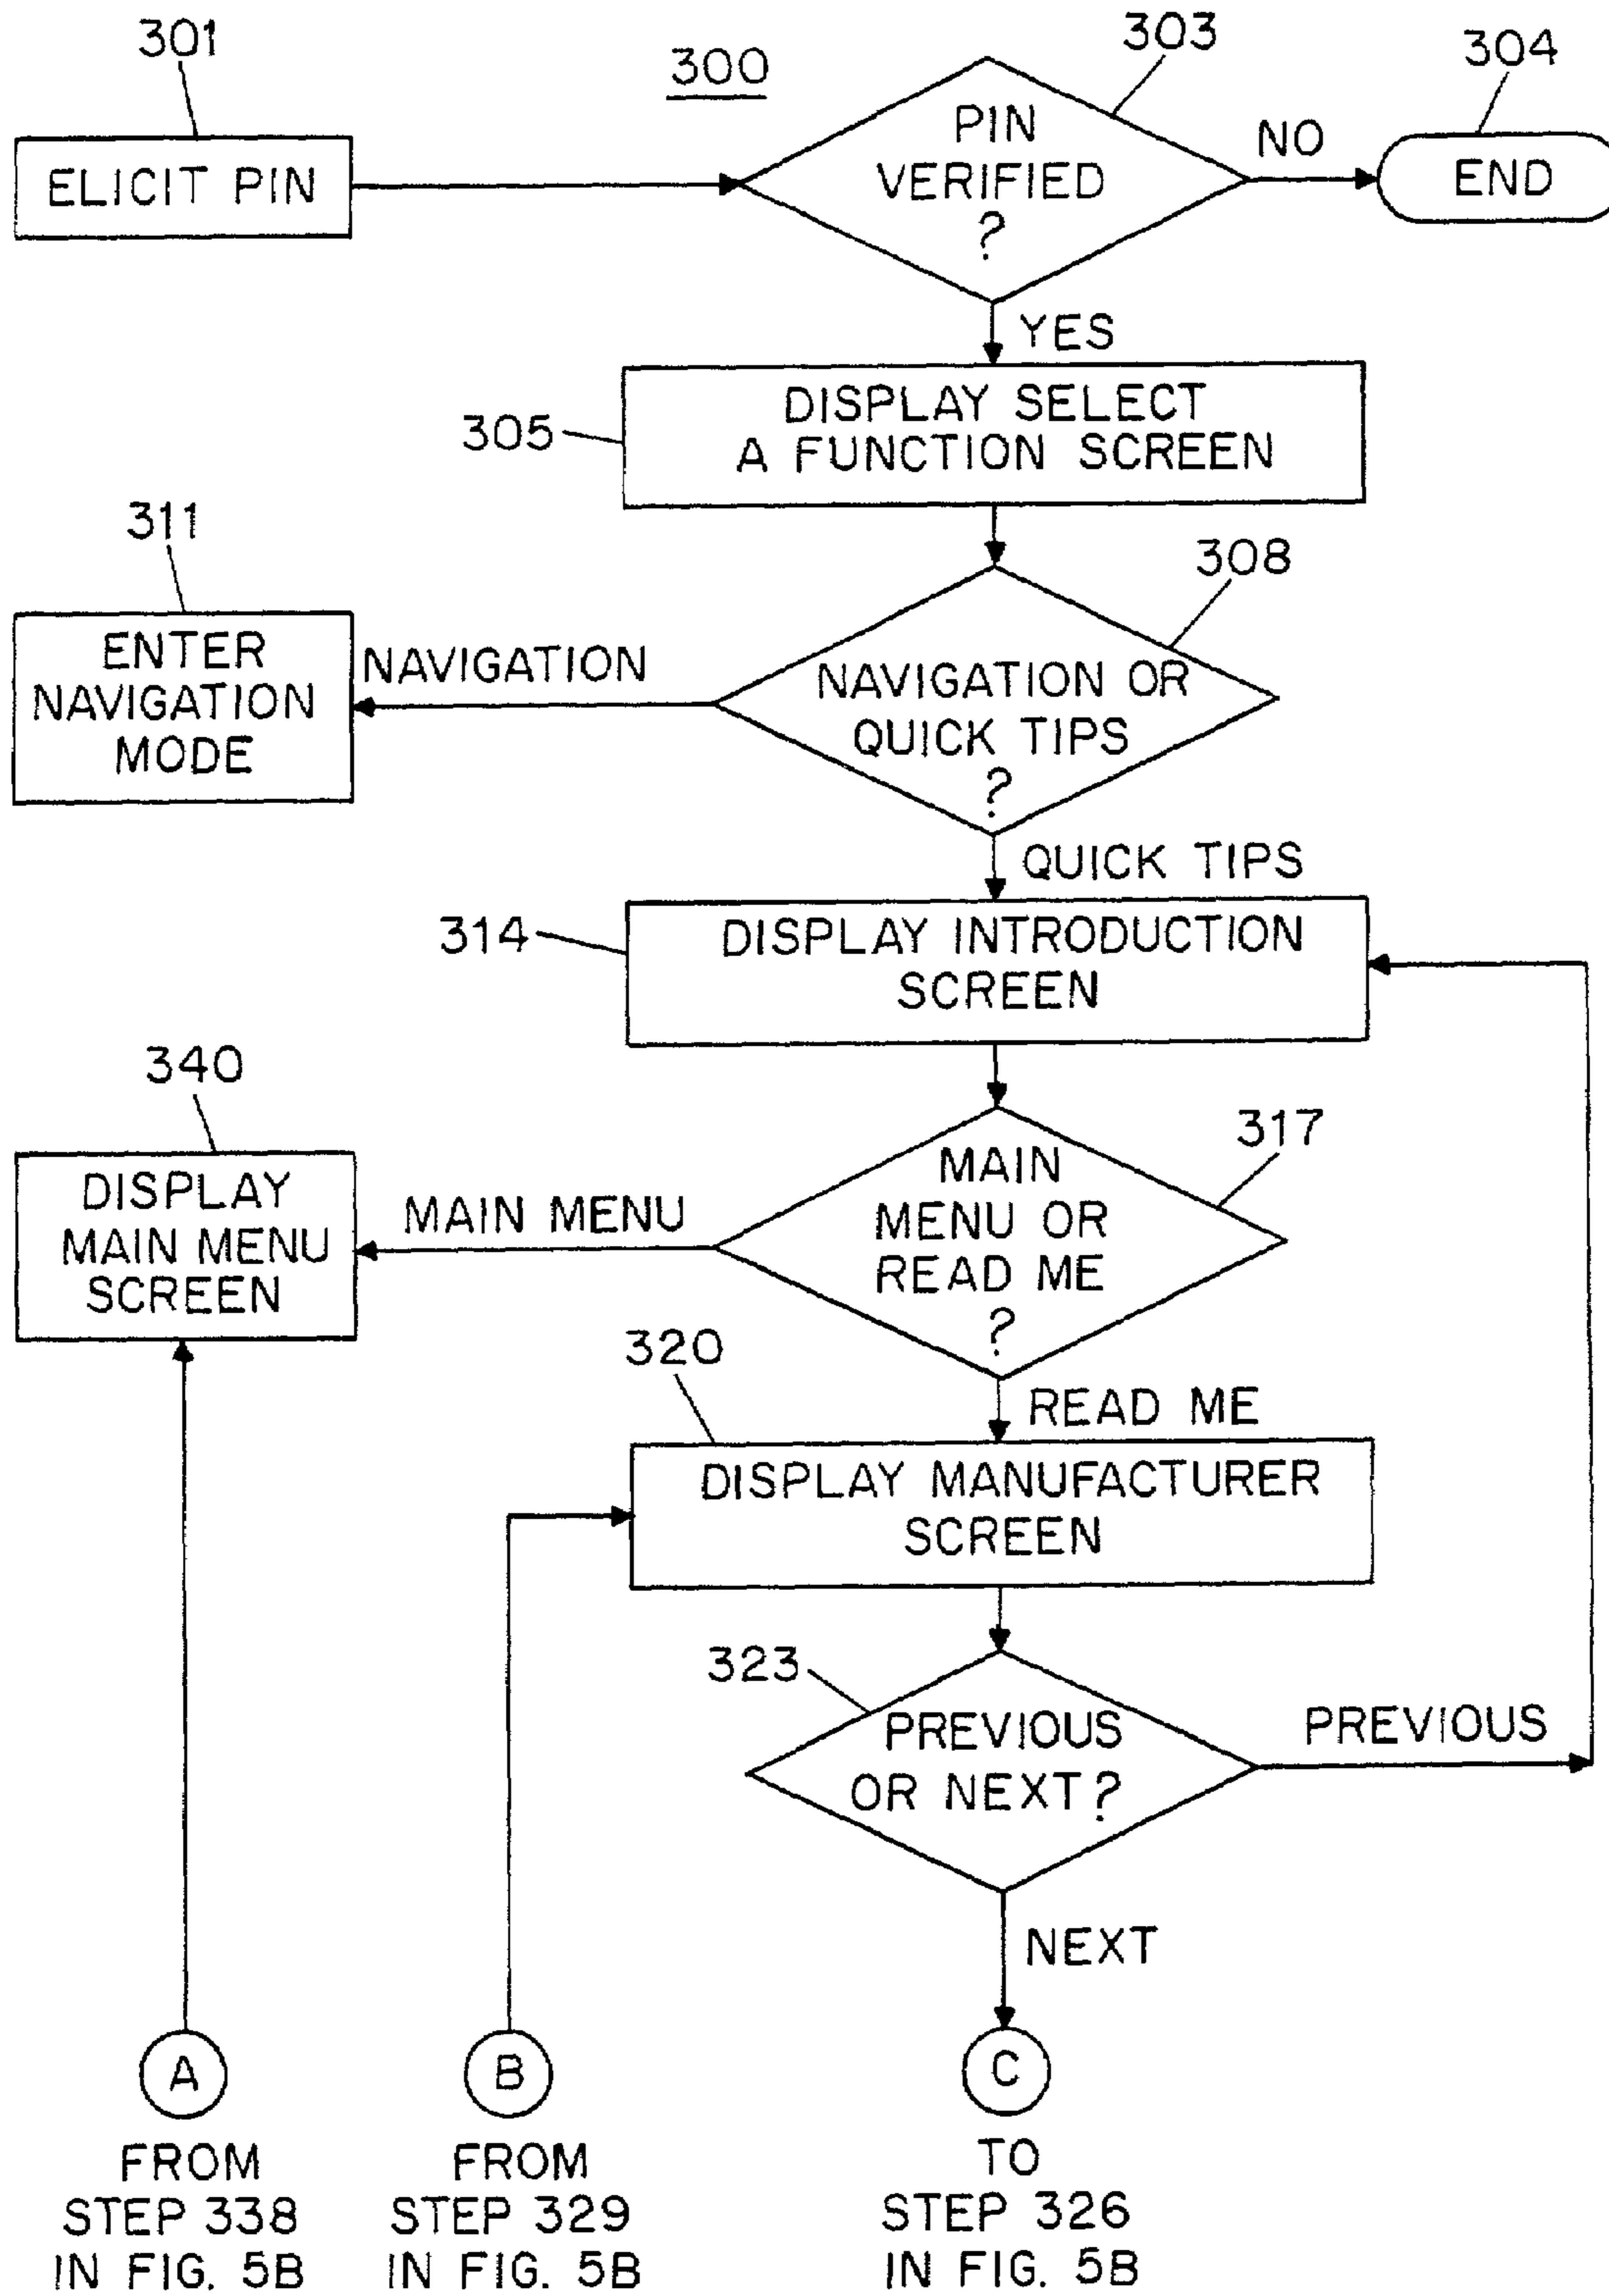 301
300
303
304
ELICIT PIN
PIN
VERIFIED
?
NO
END
YES
305
DISPLAY SELECT
A FUNCTION SCREEN
311
308
ENTER
NAVIGATION
MODE
NAVIGATION
NAVIGATION OR
QUICK TIPS
?
QUICK TIPS
314
DISPLAY INTRODUCTION
SCREEN
340
317
DISPLAY
MAIN MENU
SCREEN
MAIN MENU
MAIN
MENU OR
READ ME
?
320
READ ME
DISPLAY MANUFACTURER
SCREEN
323
PREVIOUS
OR NEXT?
PREVIOUS
NEXT
A
FROM
STEP 338
IN FIG. 5B
B
FROM
STEP 329
IN FIG. 5B
C
TO
STEP 326
IN FIG. 5B